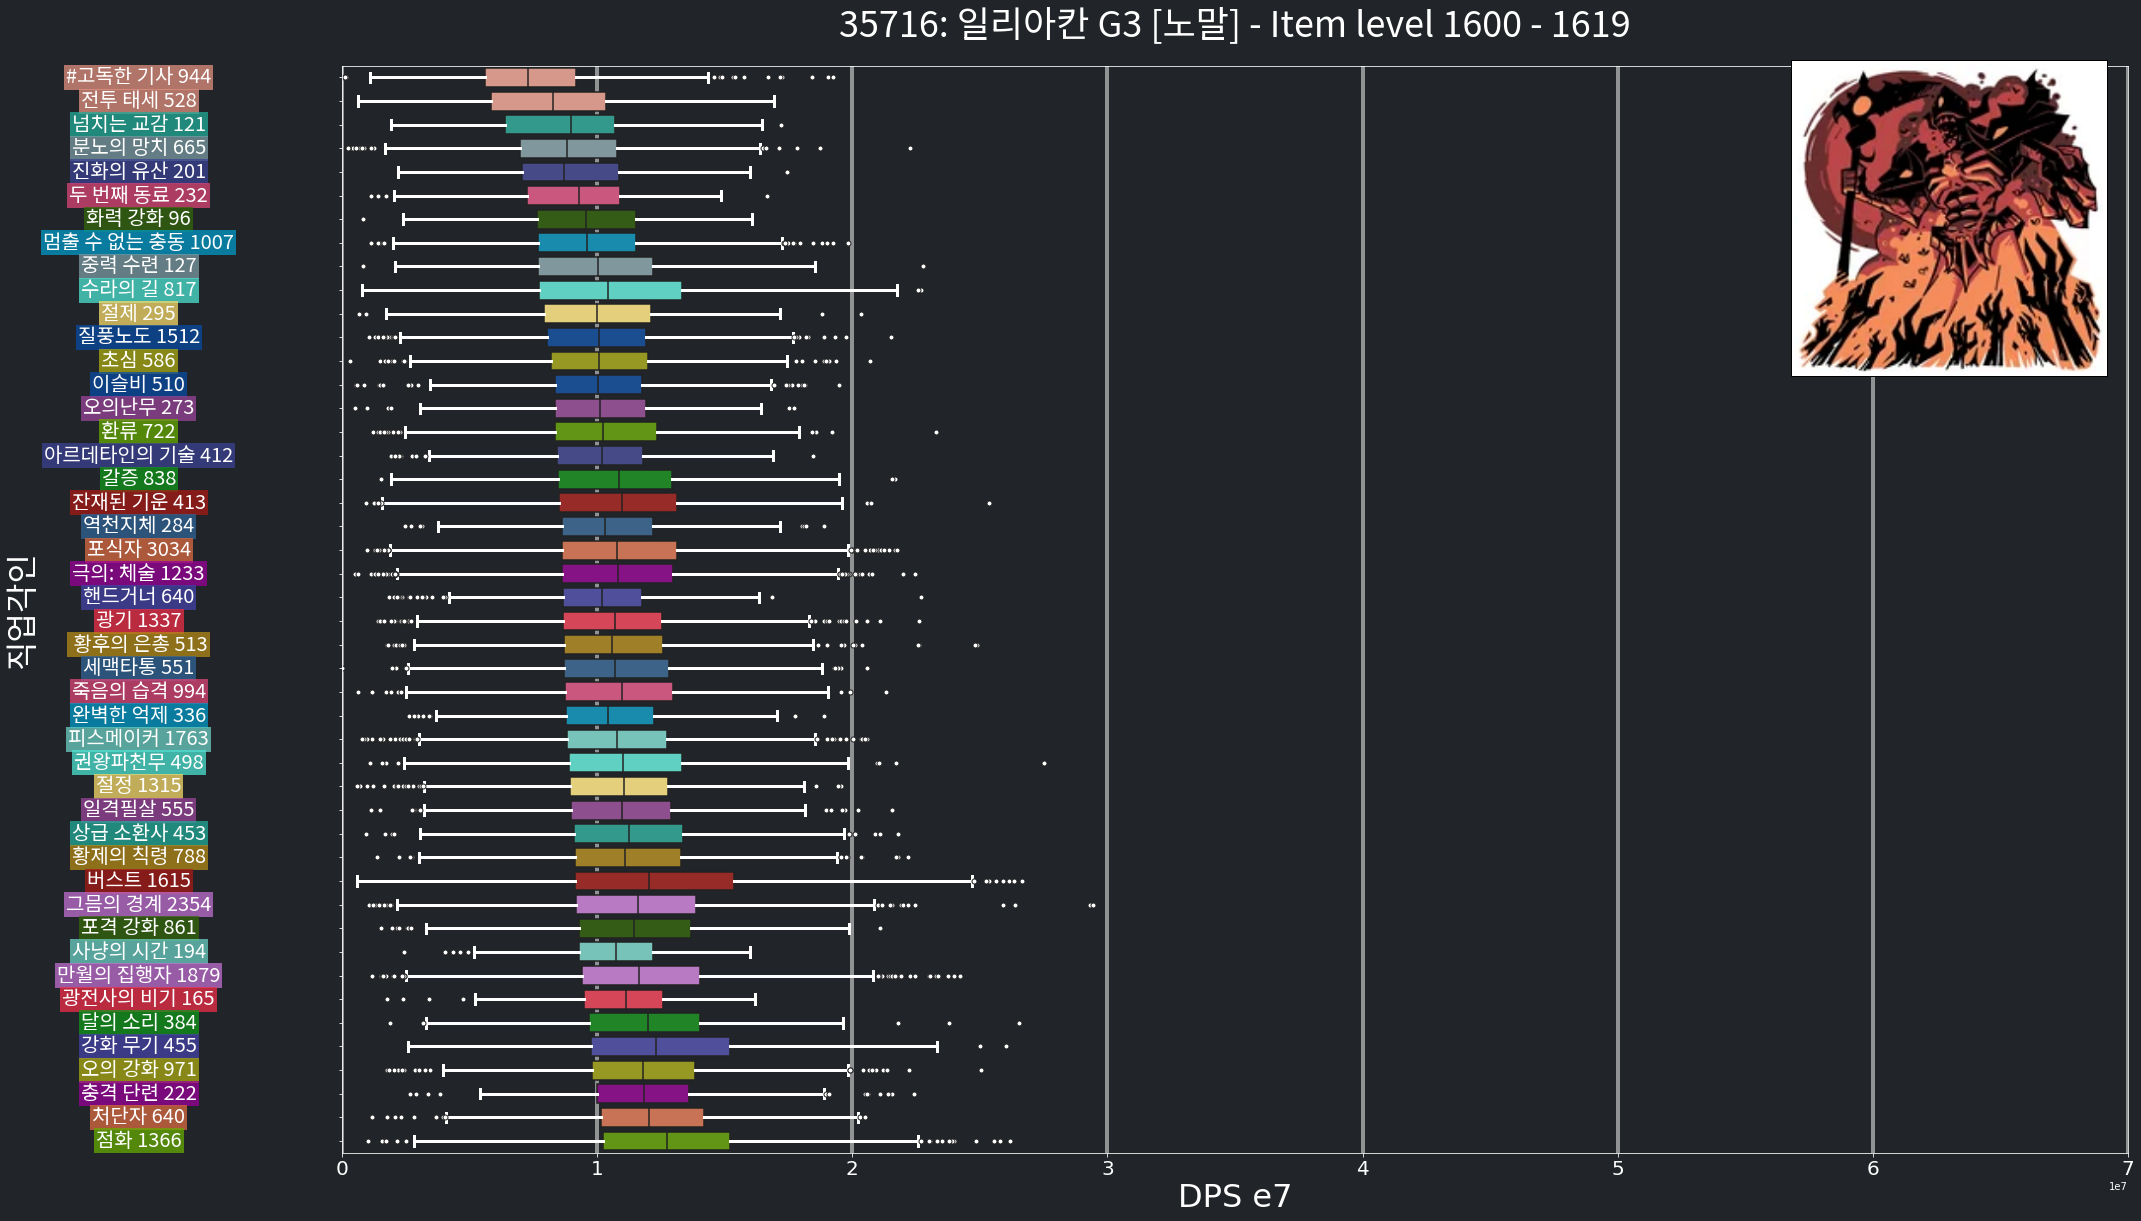 35716: 일리아칸 G3 [노말] - Item level 1600 - 1619
#고독한 기사 944
전투 태세 528
넘치는 교감 121
분노의 망치 665
진화의 유산 201
두 번째 동료 232
화력 강화 96
멈출 수 없는 충동 1007
중력 수련 127
수라의 길 817
절제 295
질풍노도 1512
초심 586
이슬비 510
오의난무 273
환류 722
아르데타인의 기술 412
갈증 838
잔재된 기운 413
역천지체 284
포식자 3034
극의: 체술 1233
핸드거너 640
광기 1337
황후의 은총 513
세맥타통 551
죽음의 습격 994
완벽한 억제 336
피스메이커 1763
권왕파천무 498
절정 1315
일격필살 555
상급 소환사 453
황제의 칙령 788
버스트 1615
그믐의 경계 2354
포격 강화 861
사냥의 시간 194
만월의 집행자 1879
광전사의 비기 165
달의 소리 384
강화 무기 455
오의 강화 971
충격 단련 222
처단자 640
점화 1366
직업각인
0 1 2 3 4 5 6 7
DPS e7
1e7